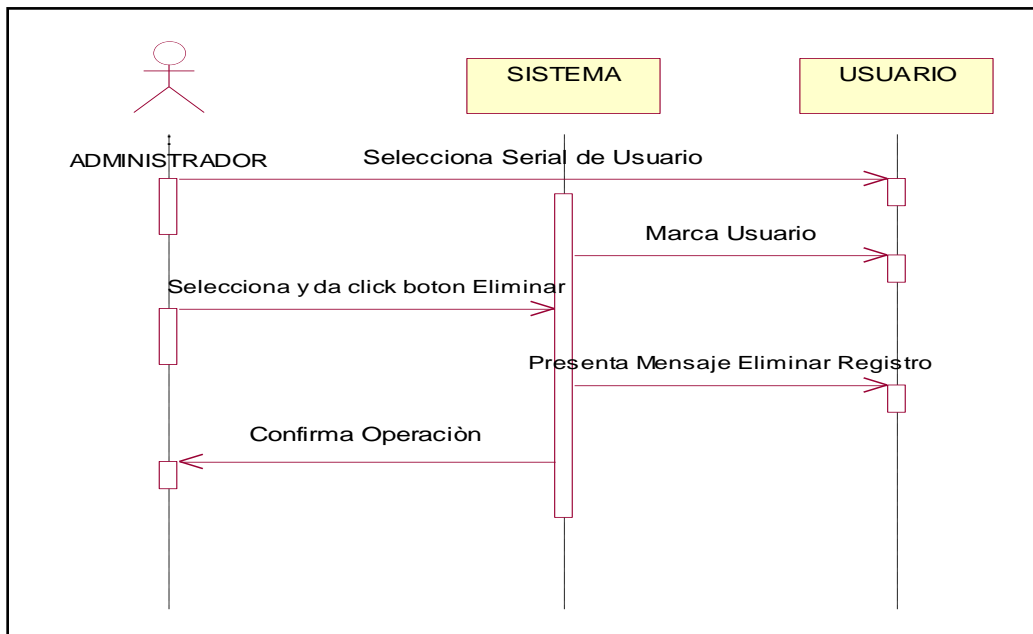 SISTEMA
USUARIO
ADMINISTRADOR
Selecciona Serial de Usuario
Marca Usuario
Selecciona y da click boton Eliminar
Presenta Mensaje Eliminar Registro
Confirma Operaciòn